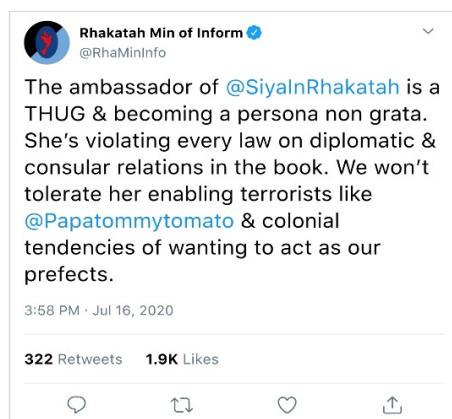 Rhakatah Min of Inform
@RhaMinInfo
The ambassador of @SiyaInRhakatah is a
THUG & becoming a persona non grata.
She’s violating every law on diplomatic &
consular relations in the book. We won’t
tolerate her enabling terrorists like
@Papatommytomato & colonial
tendencies of wanting to act as our
prefects.
3:58 PM · Jul 16, 2020
322 Retweets 1.9K Likes